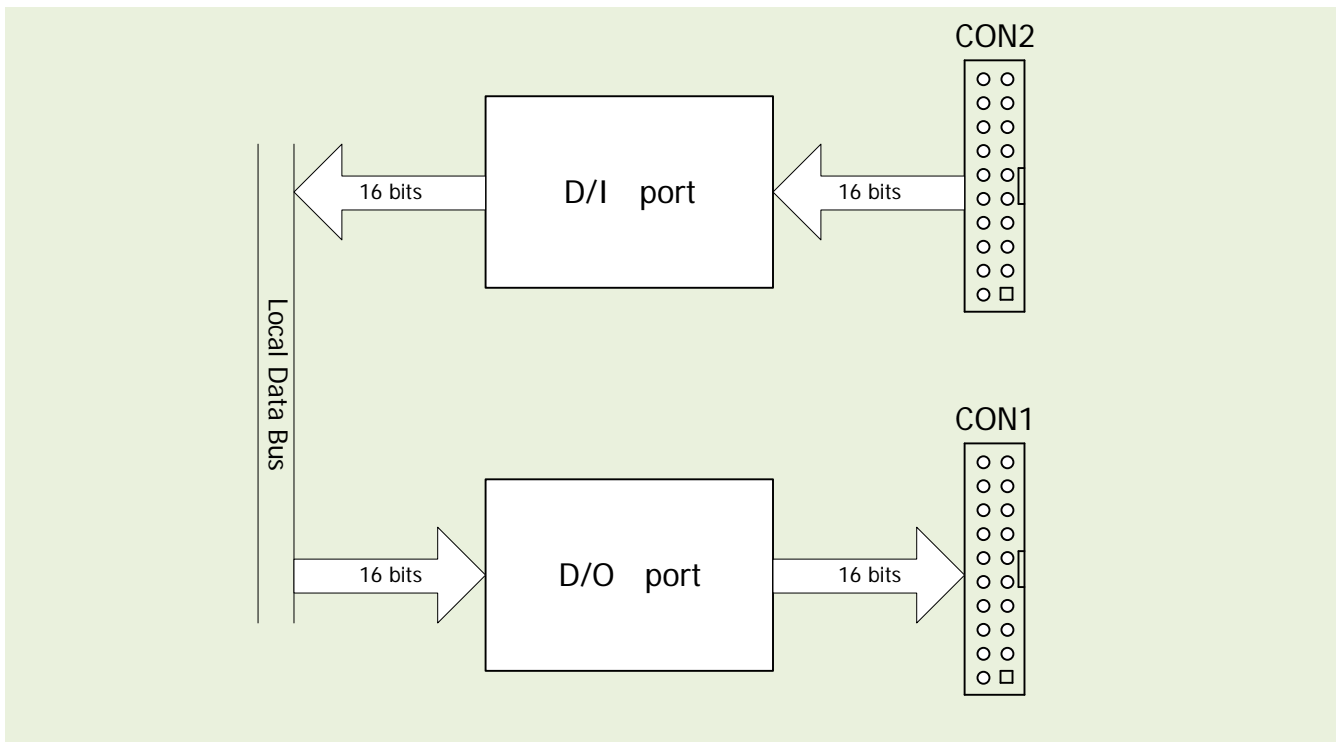 CON2
16 bits
D/I port
16 bits
Local Data Bus
CON1
16 bits
D/O port
16 bits